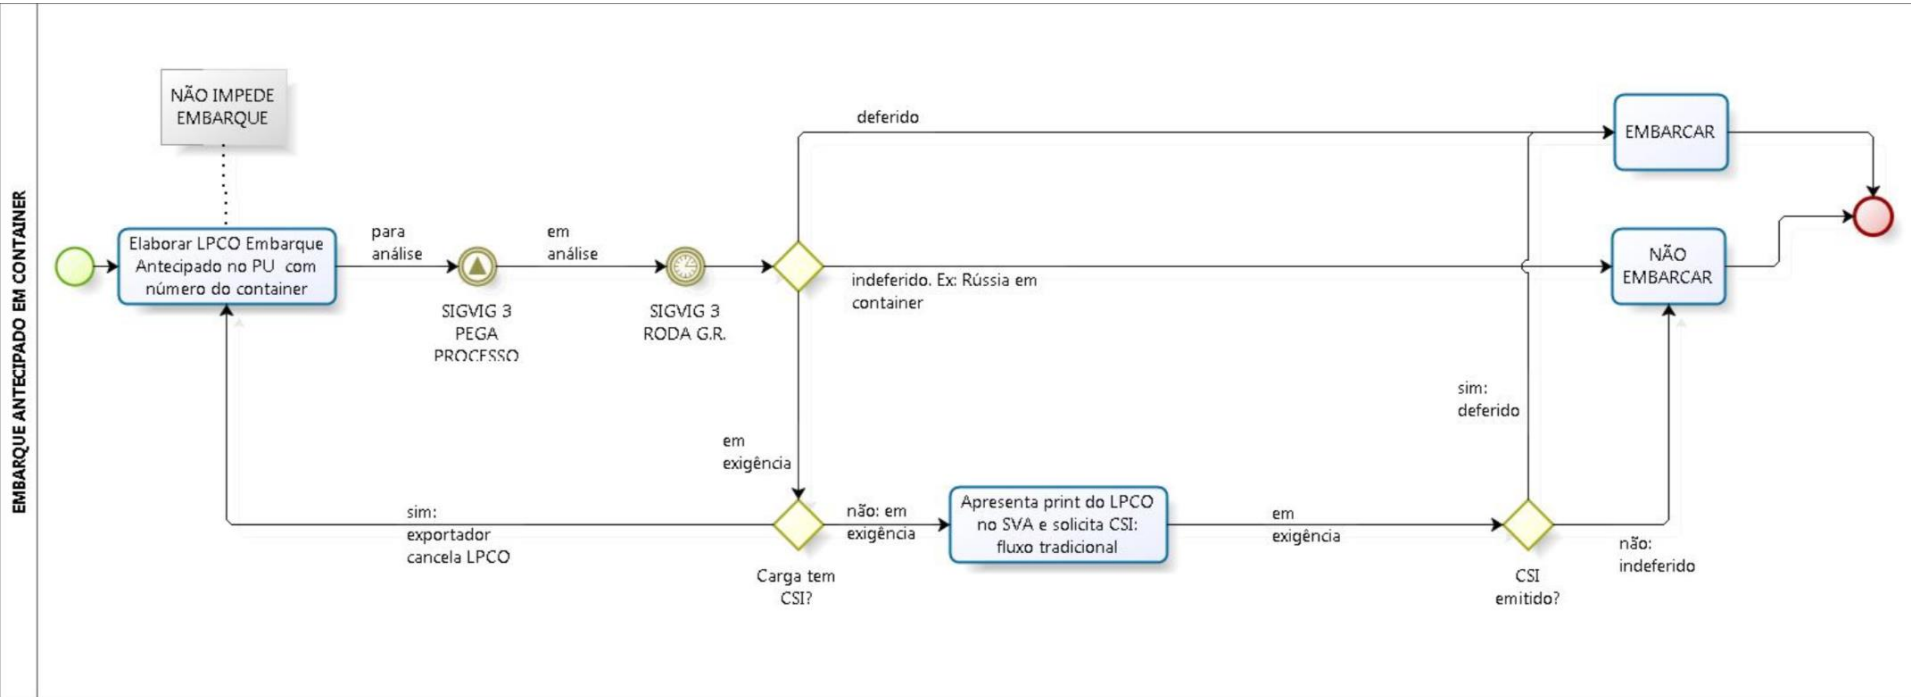 EMBARQUE ANTECIPADO EM CONTAINER
NÃO IMPEDE
EMBARQUE
Elaborar LPCO Embarque
Antecipado no PU com
número do container
para
análise
SIGVIG 3
PEGA
PROCESSO
em
análise
SIGVIG 3
RODA G.R.
deferido
EMBARCAR
indeferido. Ex: Rússia em
container
NÃO
EMBARCAR
em
exigência
sim:
exportador
cancela LPCO
Carga tem
CSI?
não: em
exigência
Apresenta print do LPCO
no SVA e solicita CSI:
fluxo tradicional
em
exigência
sim:
deferido
CSI
emitido?
não:
indeferido